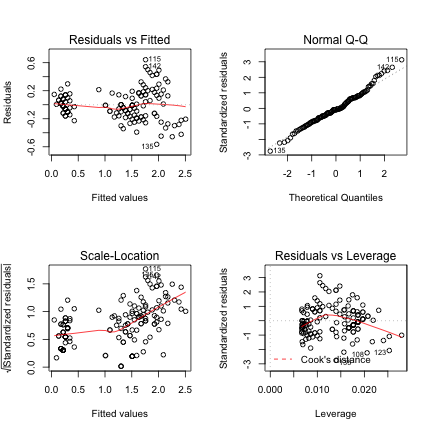 Residuals vs Fitted
Residuals
0.6
0.2
-0.2
-0.6
115
142
135
0.0 0.5 1.0 1.5 2.0 2.5
Fitted values
Normal Q-Q
Standardized residuals
3
2
1
0
-1
-3
115
142
135
-2 -1 0 1 2
Theoretical Quantiles
Scale-Location
√|Standardized residuals|
1.5
1.0
0.5
0.0
115
0.0 0.5 1.0 1.5 2.0 2.5
Fitted values
Residuals vs Leverage
Standardized residuals
3
2
1
0
-1
-3
Cook's distance
108
123
0.000 0.010 0.020
Leverage